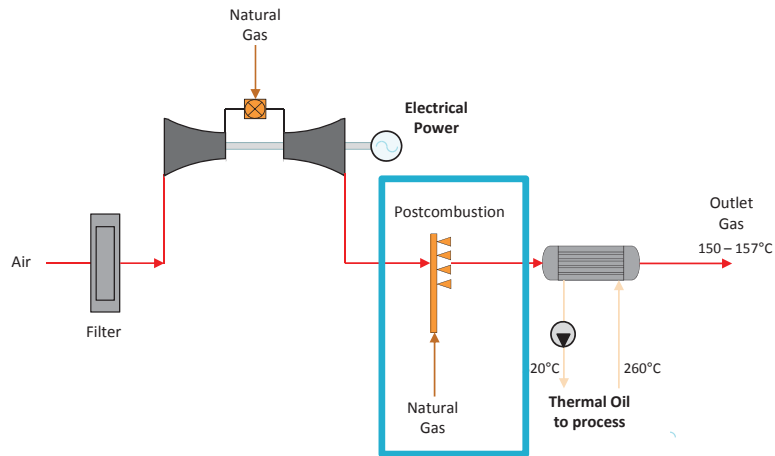 Natural
Gas
Electrical
Power
Postcombustion
Outlet
Gas
150 – 157°C
Air
Filter
20°C
260°C
Natural
Gas
Thermal Oil
to process